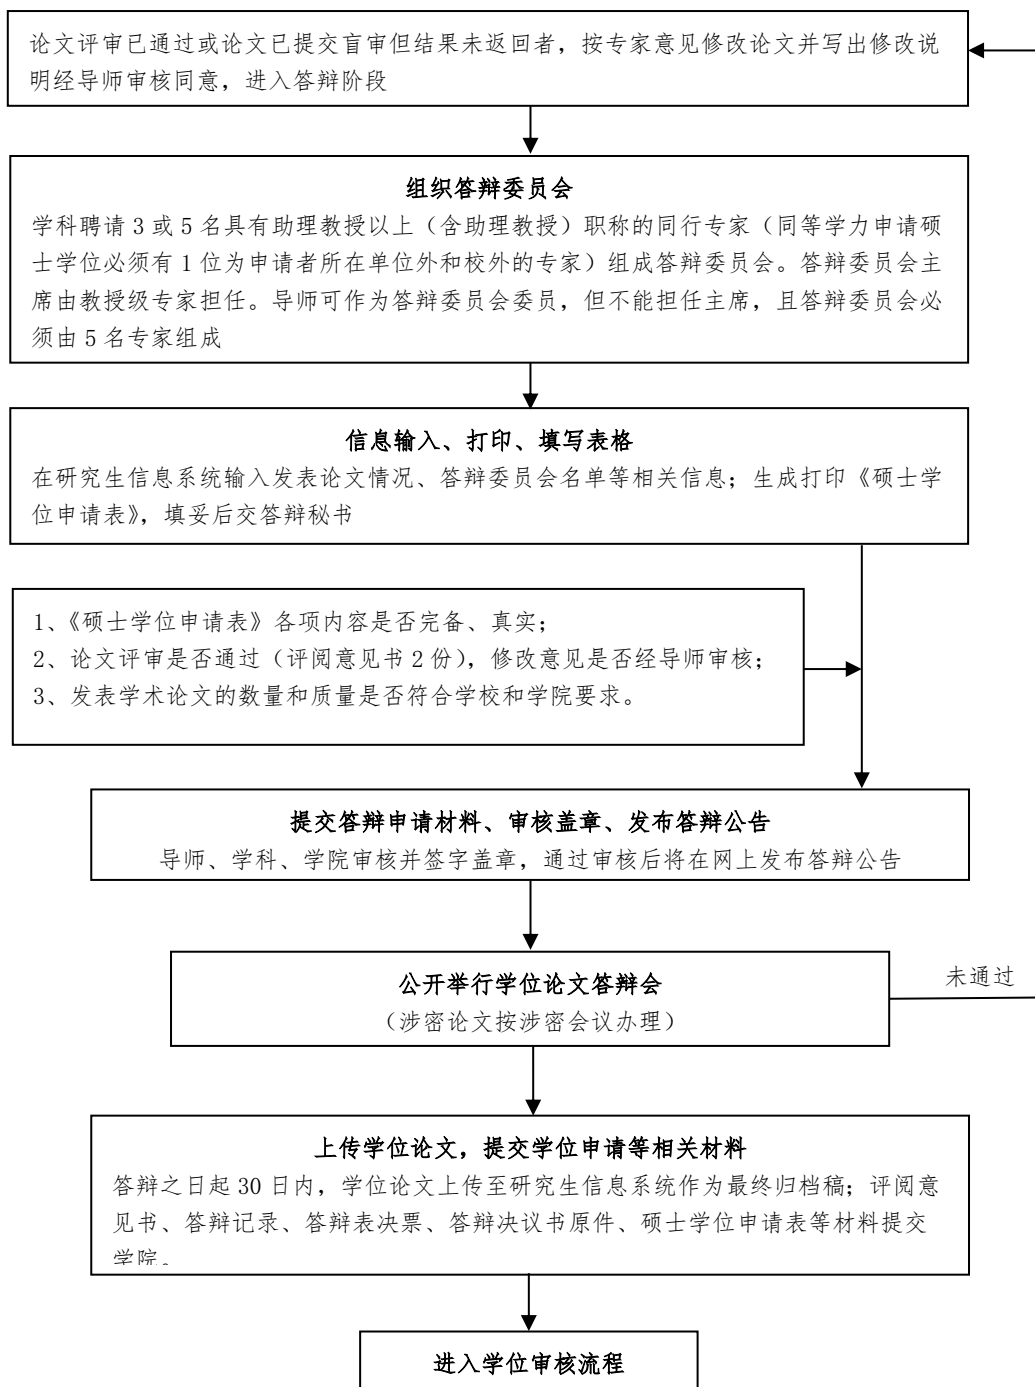 论文评审已通过或论文已提交盲审但结果未返回者，按专家意见修改论文并写出修改说
明经导师审核同意，进入答辩阶段
组织答辩委员会
学科聘请 3 或 5 名具有助理教授以上（含助理教授）职称的同行专家（同等学力申请硕
士学位必须有 1 位为申请者所在单位外和校外的专家）组成答辩委员会。答辩委员会主
席由教授级专家担任。导师可作为答辩委员会委员，但不能担任主席，且答辩委员会必
须由 5 名专家组成
信息输入、打印、填写表格
在研究生信息系统输入发表论文情况、答辩委员会名单等相关信息；生成打印《硕士学
位申请表》，填妥后交答辩秘书
1、《硕士学位申请表》各项内容是否完备、真实；
2、论文评审是否通过（评阅意见书 2 份），修改意见是否经导师审核；
3、发表学术论文的数量和质量是否符合学校和学院要求。
提交答辩申请材料、审核盖章、发布答辩公告
导师、学科、学院审核并签字盖章，通过审核后将在网上发布答辩公告
公开举行学位论文答辩会
（涉密论文按涉密会议办理）
未通过
上传学位论文，提交学位申请等相关材料
答辩之日起 30 日内，学位论文上传至研究生信息系统作为最终归档稿；评阅意
见书、答辩记录、答辩表决票、答辩决议书原件、硕士学位申请表等材料提交
学院。
进入学位审核流程